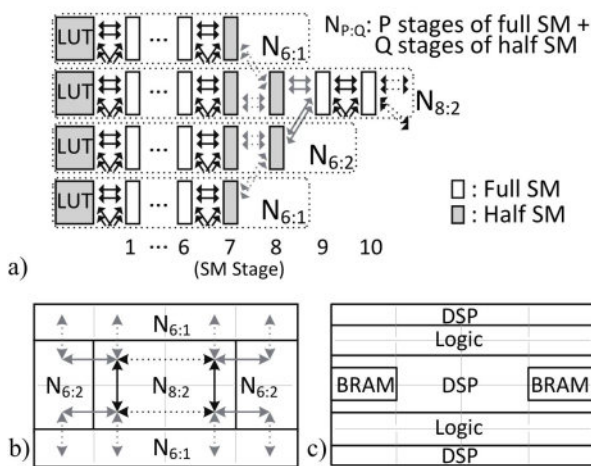 N6:1
NP:Q: P stages of full SM +
Q stages of half SM
LUT ...
LUT ... N8:2
LUT ... N6:2
LUT ... N6:1
: Full SM
: Half SM
1 ... 6 7 8 9 10
(SM Stage)
a)
N6:1
N6:2 N8:2 N6:2
N6:1
b)
DSP
Logic
BRAM DSP BRAM
Logic
DSP
c)